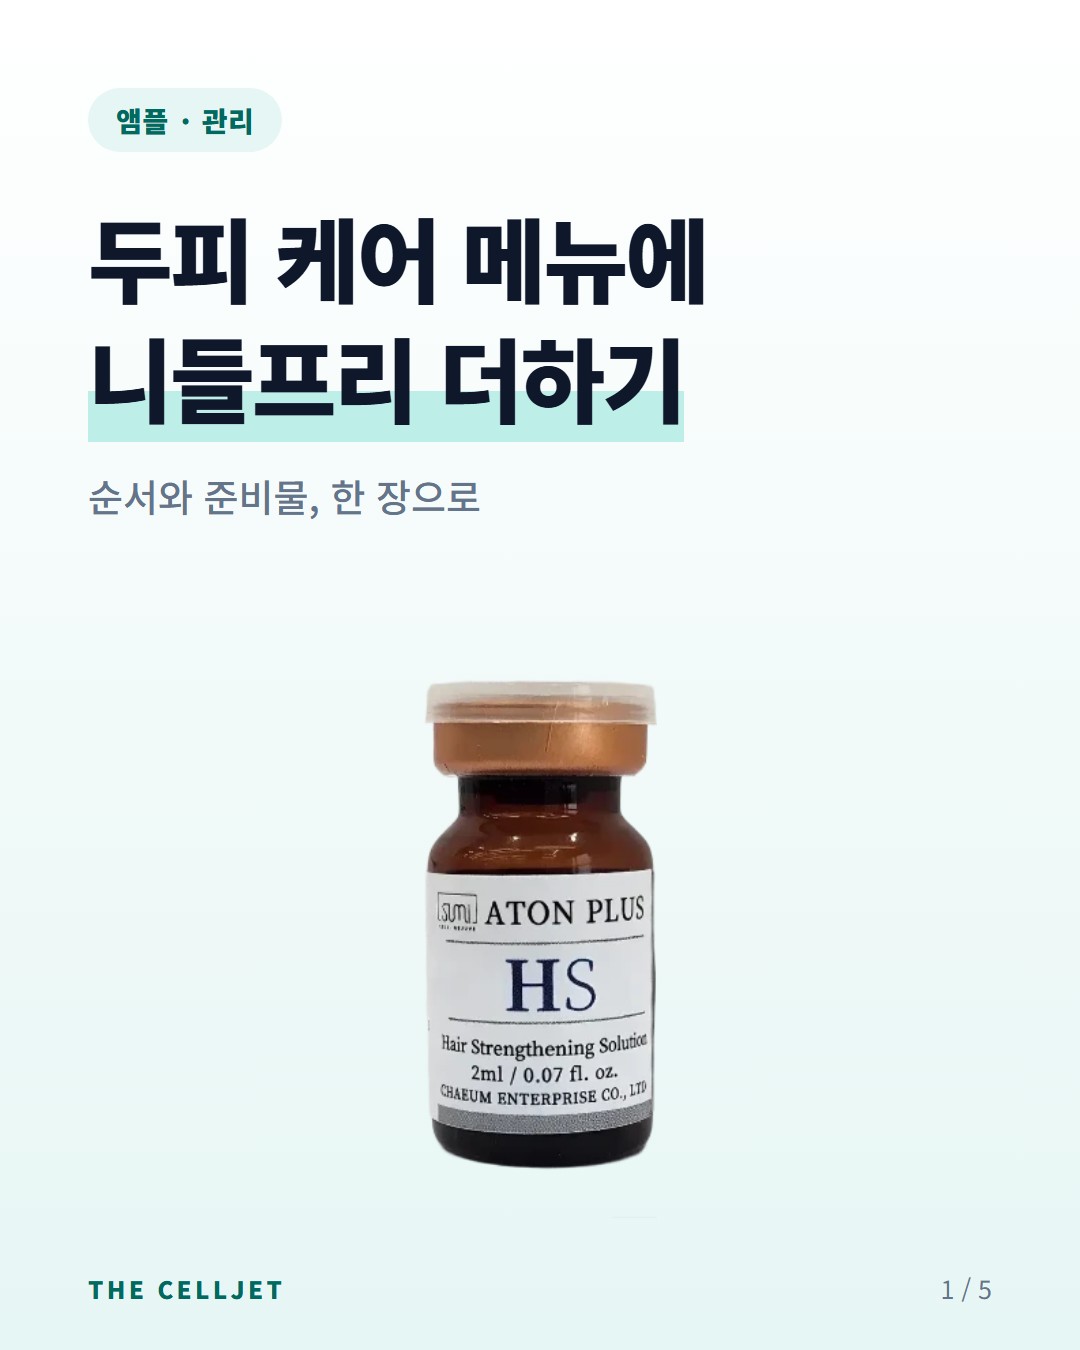 앰플 · 관리
두피 케어 메뉴에
니들프리 더하기
순서와 준비물, 한 장으로
sumi
ATON PLUS
HS
Hair Strengthening Solution
2ml / 0.07 fl. oz.
CHAEUM ENTERPRISE CO., LTD
THE CELLJET
1 / 5